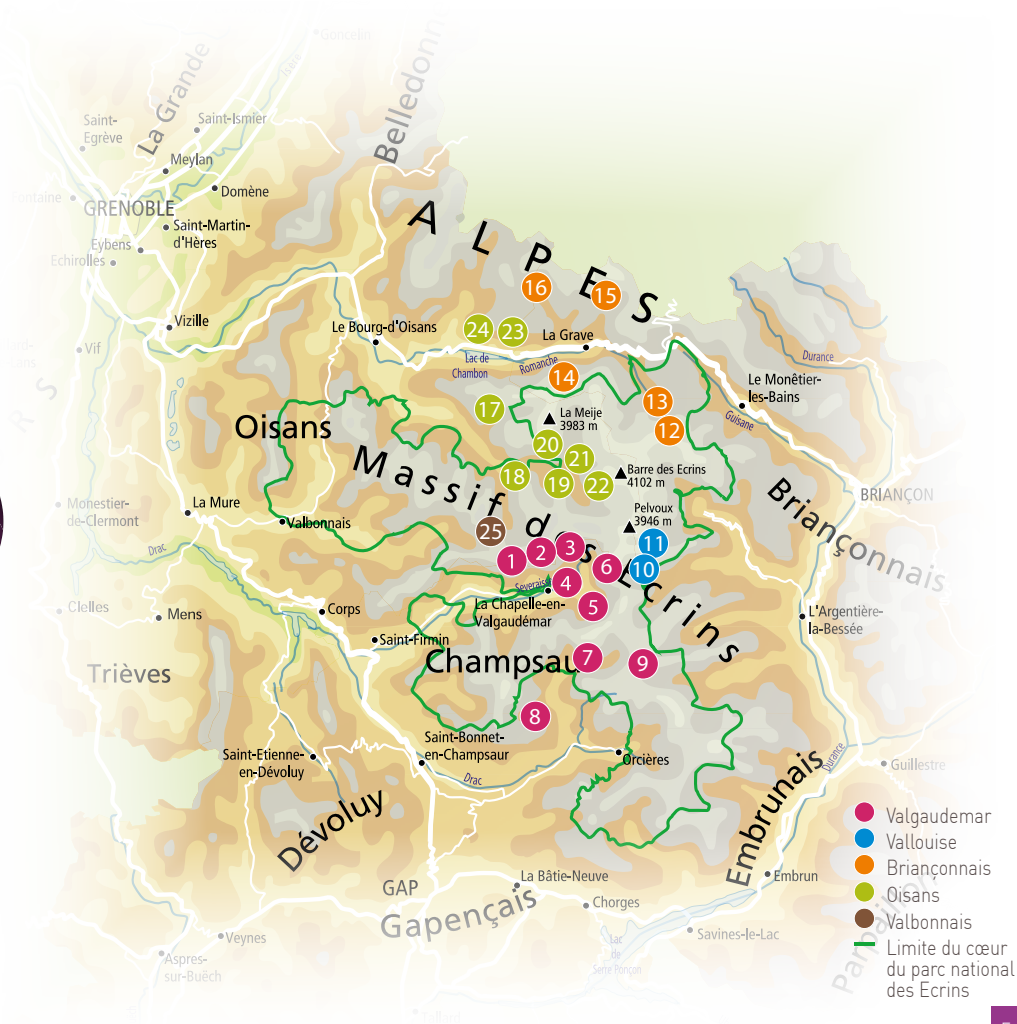 Goncelin
Isère
Belledonne
La Grande
Saint-
Egrève
Saint-Ismier
Meylan
Domène
Fontaine
GRENOBLE
Saint-Martin-
d'Hères
Eybens
Echirolles
ALPES
16
15
Vizille
Vif
Le Bourg-d'Oisans
24
23
La Grave
Lac de
Chambon
Romanche
14
Durance
Le Monêtier-
les-Bains
Guisane
13
12
17
La Meije
3983 m
Oisans
20
21
18
19
22
Barre des Ecrins
4102 m
Massif des Ecrins
Pelvoux
3946 m
BRIANÇON
Briançonnais
Monestier-
de-Clermont
La Mure
Valbonnais
Drac
25
11
10
1
2
3
4
5
6
Severaisse
La Chapelle-en-
Valgaudémar
Clelles
Mens
Corps
Saint-Firmin
L'Argentière-
la-Bessée
Trièves
Champsaur
7
9
8
Saint-Bonnet-
en-Champsaur
Saint-Etienne-
en-Dévoluy
Drac
Orcières
Durance
Guillestre
Dévoluy
Embrunais
GAP
La Bâtie-Neuve
Embrun
Gapençais
Chorges
Veynes
Savines-le-Lac
Lac
de
Serre Ponçon
Aspres-
sur-Buëch
Tallard
Parpaillon
Valgaudemar
Vallouise
Briançonnais
Oisans
Valbonnais
Limite du cœur
du parc national
des Ecrins